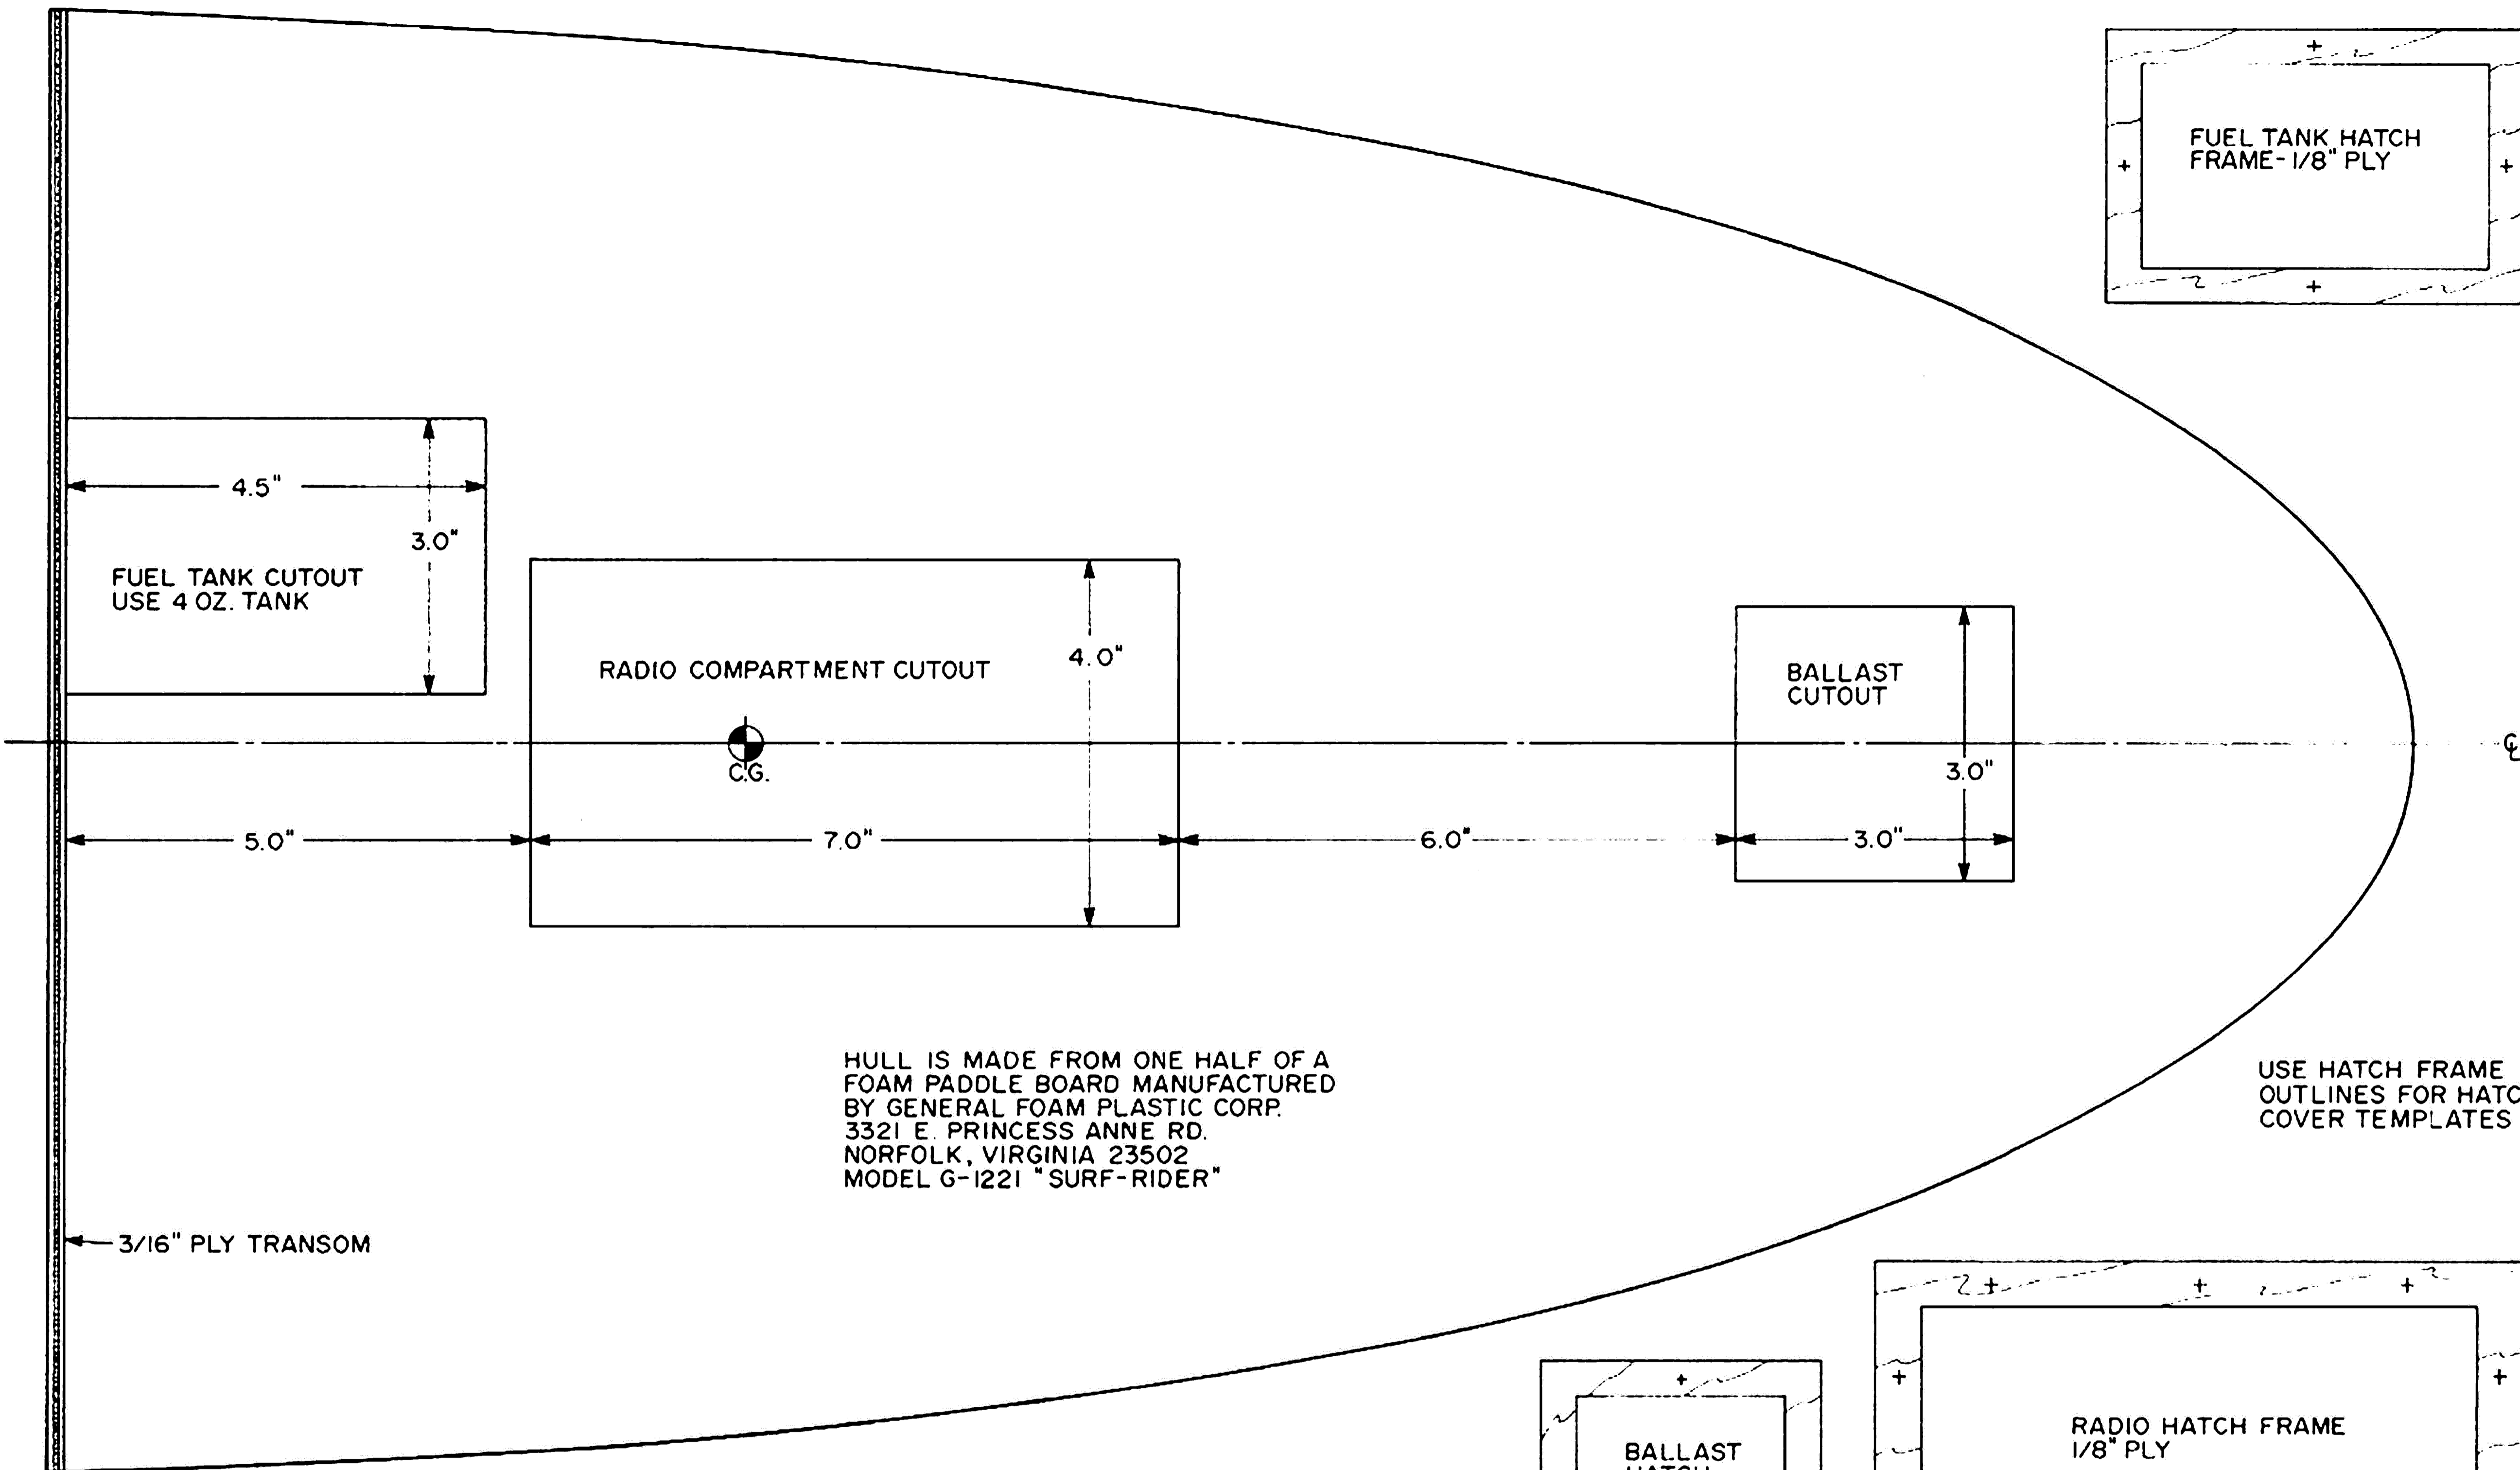 FUEL TANK HATCH
FRAME-1/8" PLY
4.5"
3.0"
FUEL TANK CUTOUT
USE 4 OZ. TANK
RADIO COMPARTMENT CUTOUT
4.0"
BALLAST
CUTOUT
C.G.
℄
3.0"
5.0"
7.0"
6.0"
3.0"
HULL IS MADE FROM ONE HALF OF A
FOAM PADDLE BOARD MANUFACTURED
BY GENERAL FOAM PLASTIC CORP.
3321 E. PRINCESS ANNE RD.
NORFOLK, VIRGINIA 23502
MODEL G-1221 "SURF-RIDER"
USE HATCH FRAME
OUTLINES FOR HATC
COVER TEMPLATES
3/16" PLY TRANSOM
RADIO HATCH FRAME
1/8" PLY
BALLAST
HATCH